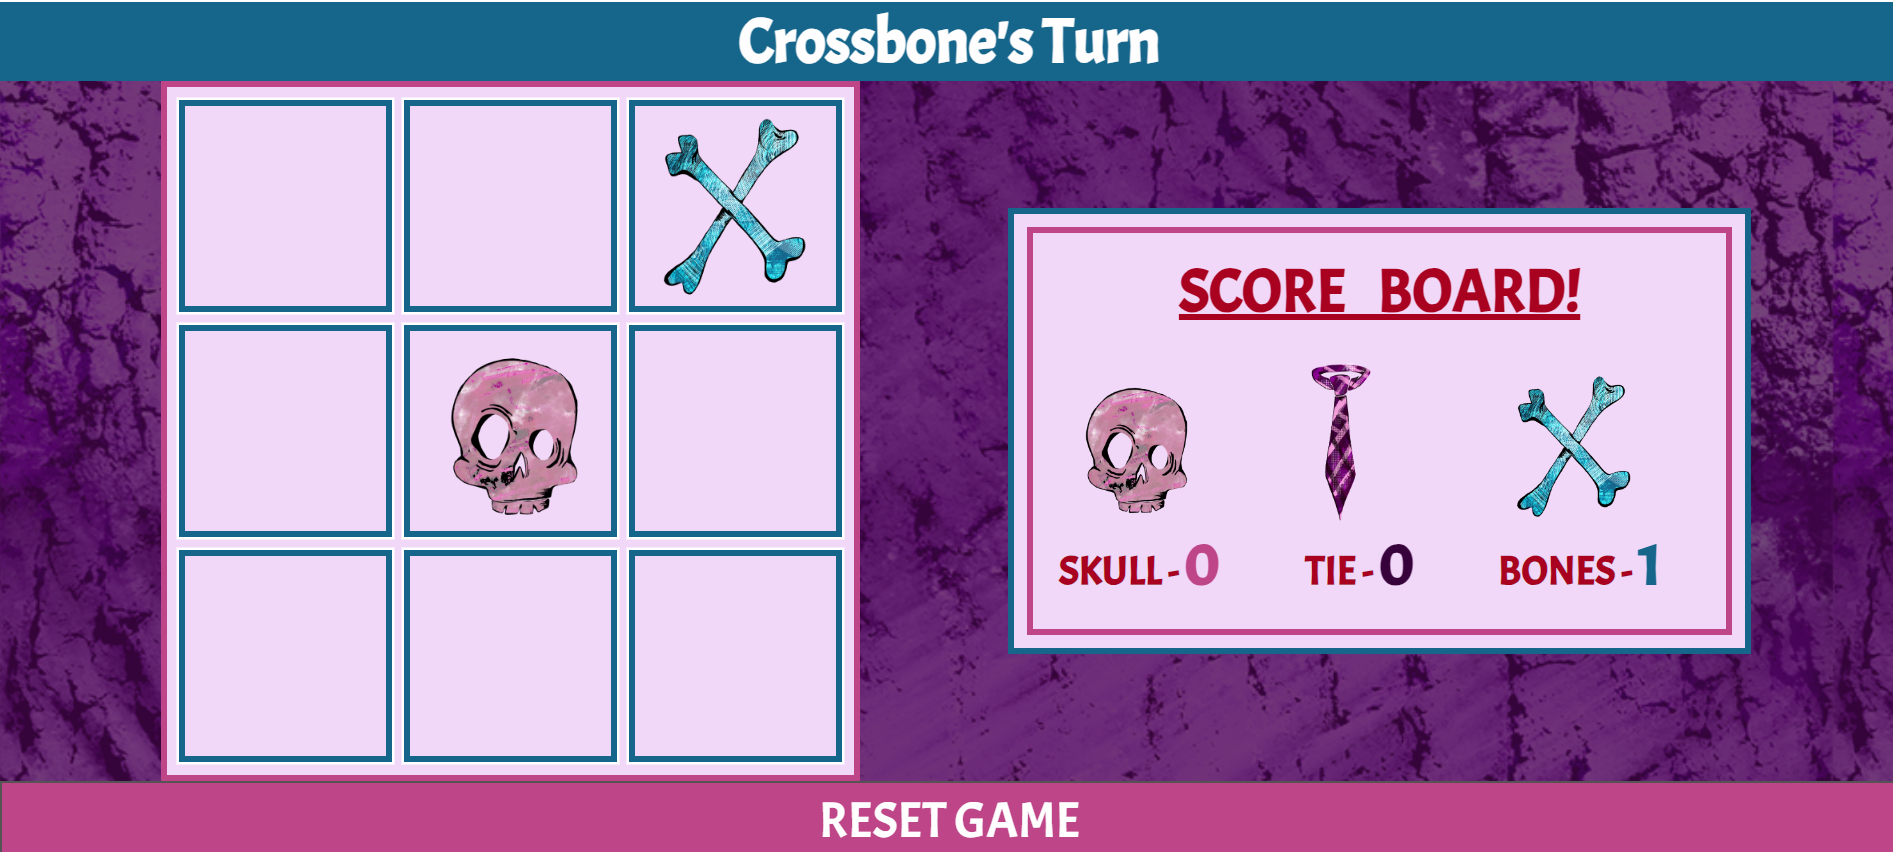 Crossbone's Turn
SCORE BOARD!
SKULL - 0 TIE - 0 BONES - 1
RESET GAME